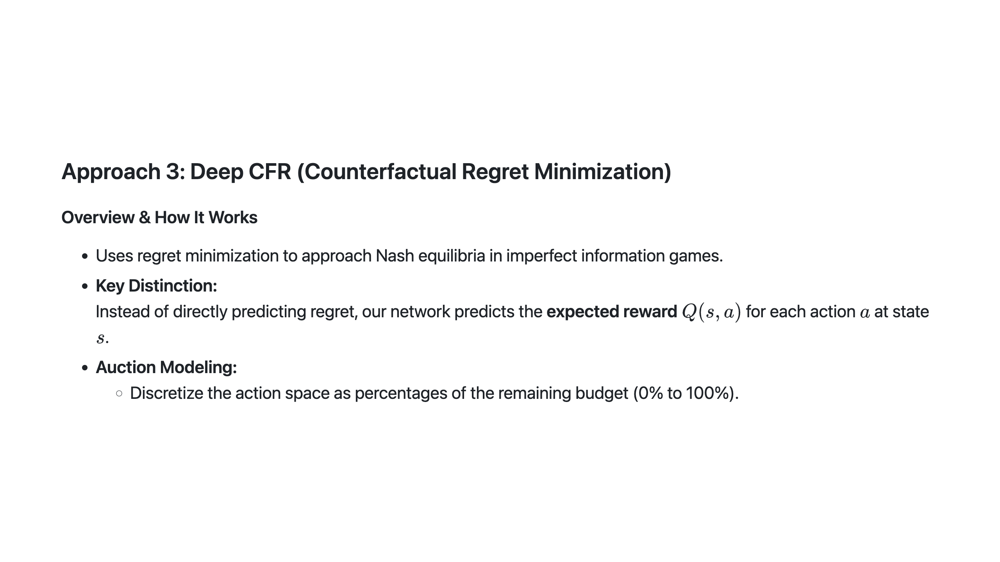 Approach 3: Deep CFR (Counterfactual Regret Minimization)
Overview & How It Works
• Uses regret minimization to approach Nash equilibria in imperfect information games.
• Key Distinction:
Instead of directly predicting regret, our network predicts the expected reward Q(s, a) for each action a at state
s.
• Auction Modeling:
◦ Discretize the action space as percentages of the remaining budget (0% to 100%).